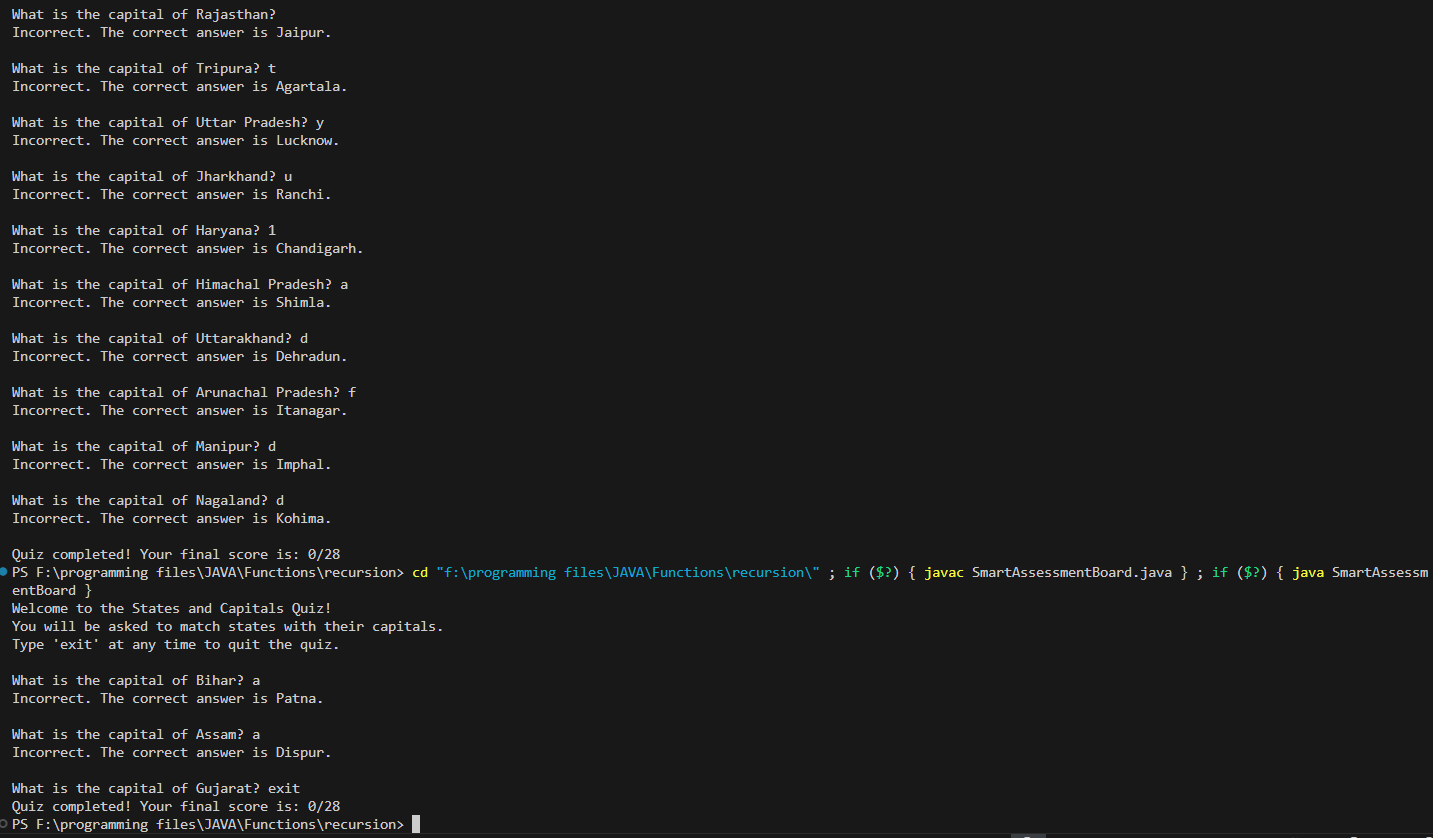 What is the capital of Rajasthan?
Incorrect. The correct answer is Jaipur.
What is the capital of Tripura? t
Incorrect. The correct answer is Agartala.
What is the capital of Uttar Pradesh? y
Incorrect. The correct answer is Lucknow.
What is the capital of Jharkhand? u
Incorrect. The correct answer is Ranchi.
What is the capital of Haryana? 1
Incorrect. The correct answer is Chandigarh.
What is the capital of Himachal Pradesh? a
Incorrect. The correct answer is Shimla.
What is the capital of Uttarakhand? d
Incorrect. The correct answer is Dehradun.
What is the capital of Arunachal Pradesh? f
Incorrect. The correct answer is Itanagar.
What is the capital of Manipur? d
Incorrect. The correct answer is Imphal.
What is the capital of Nagaland? d
Incorrect. The correct answer is Kohima.
Quiz completed! Your final score is: 0/28
PS F:\programming files\JAVA\Functions\recursion> cd "f:\programming files\JAVA\Functions\recursion\" ; if ($?) { javac SmartAssessmentBoard.java } ; if ($?) { java SmartAssessm
entBoard }
Welcome to the States and Capitals Quiz!
You will be asked to match states with their capitals.
Type 'exit' at any time to quit the quiz.
What is the capital of Bihar? a
Incorrect. The correct answer is Patna.
What is the capital of Assam? a
Incorrect. The correct answer is Dispur.
What is the capital of Gujarat? exit
Quiz completed! Your final score is: 0/28
PS F:\programming files\JAVA\Functions\recursion>